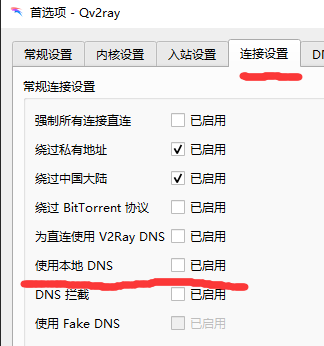 首选项 - Qv2ray
常规设置 内核设置 入站设置 连接设置
常规连接设置
强制所有连接直连 已启用
绕过私有地址 已启用
绕过中国大陆 已启用
绕过 BitTorrent 协议 已启用
为直连使用 V2Ray DNS 已启用
使用本地 DNS 已启用
DNS 拦截 已启用
使用 Fake DNS 已启用